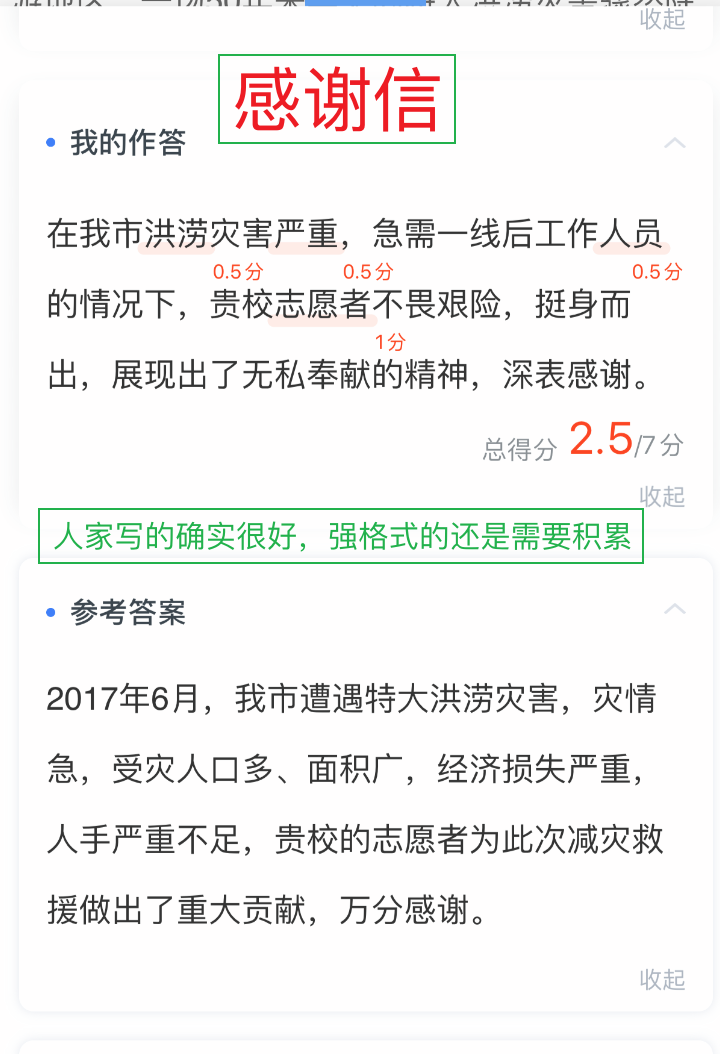 收起
感谢信
我的作答
在我市洪涝灾害严重，急需一线后工作人员
0.5分 0.5分 0.5分
的情况下，贵校志愿者不畏艰险，挺身而
1分
出，展现出了无私奉献的精神，深表感谢。
总得分 2.5/7分
收起
人家写的确实很好，强格式的还是需要积累
参考答案
2017年6月，我市遭遇特大洪涝灾害，灾情
急，受灾人口多、面积广，经济损失严重，
人手严重不足，贵校的志愿者为此次减灾救
援做出了重大贡献，万分感谢。
收起